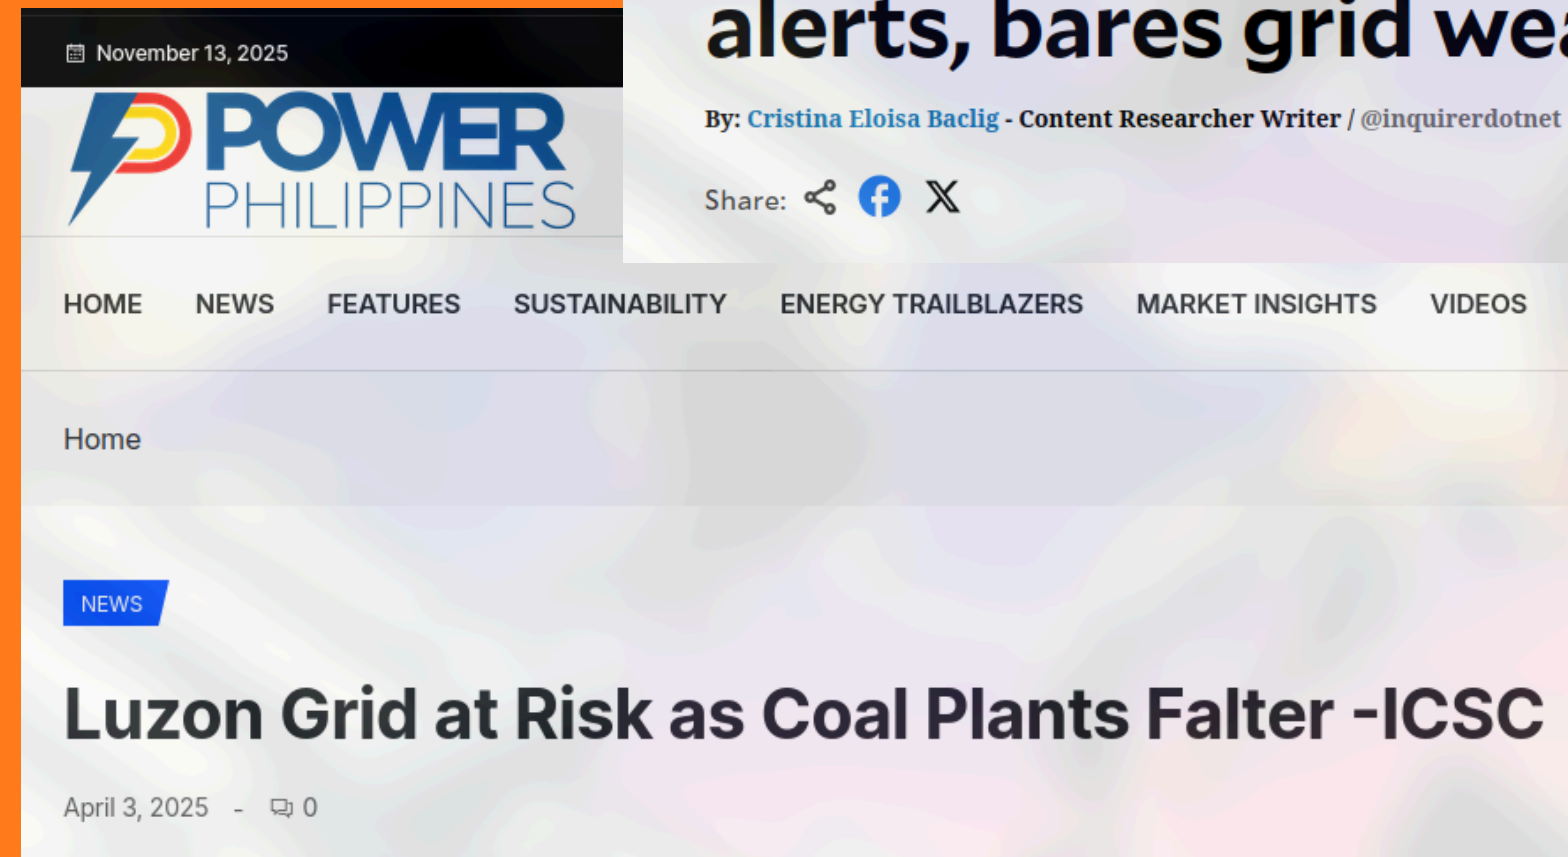 alerts, bares grid
By: Cristina Eloisa Baclig - Content Researcher Writer / @inquirerdotnet
Share:
November 13, 2025
POWER
PHILIPPINES
HOME NEWS FEATURES SUSTAINABILITY ENERGY TRAILBLAZERS MARKET INSIGHTS VIDEOS
Home
NEWS
Luzon Grid at Risk as Coal Plants Falter -ICSC
April 3, 2025 - 0